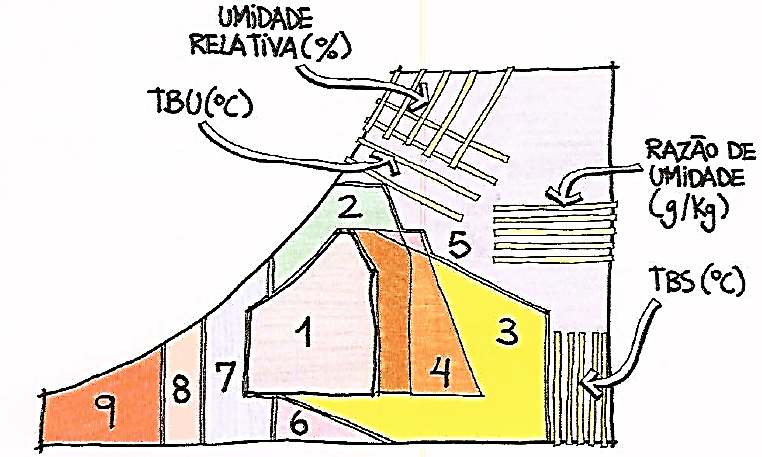 UMIDADE
RELATIVA (%)
TBU (°C)
RAZÃO DE
UMIDADE
(g/Kg)
TBS (°C)
1
2
3
4
5
6
7
8
9